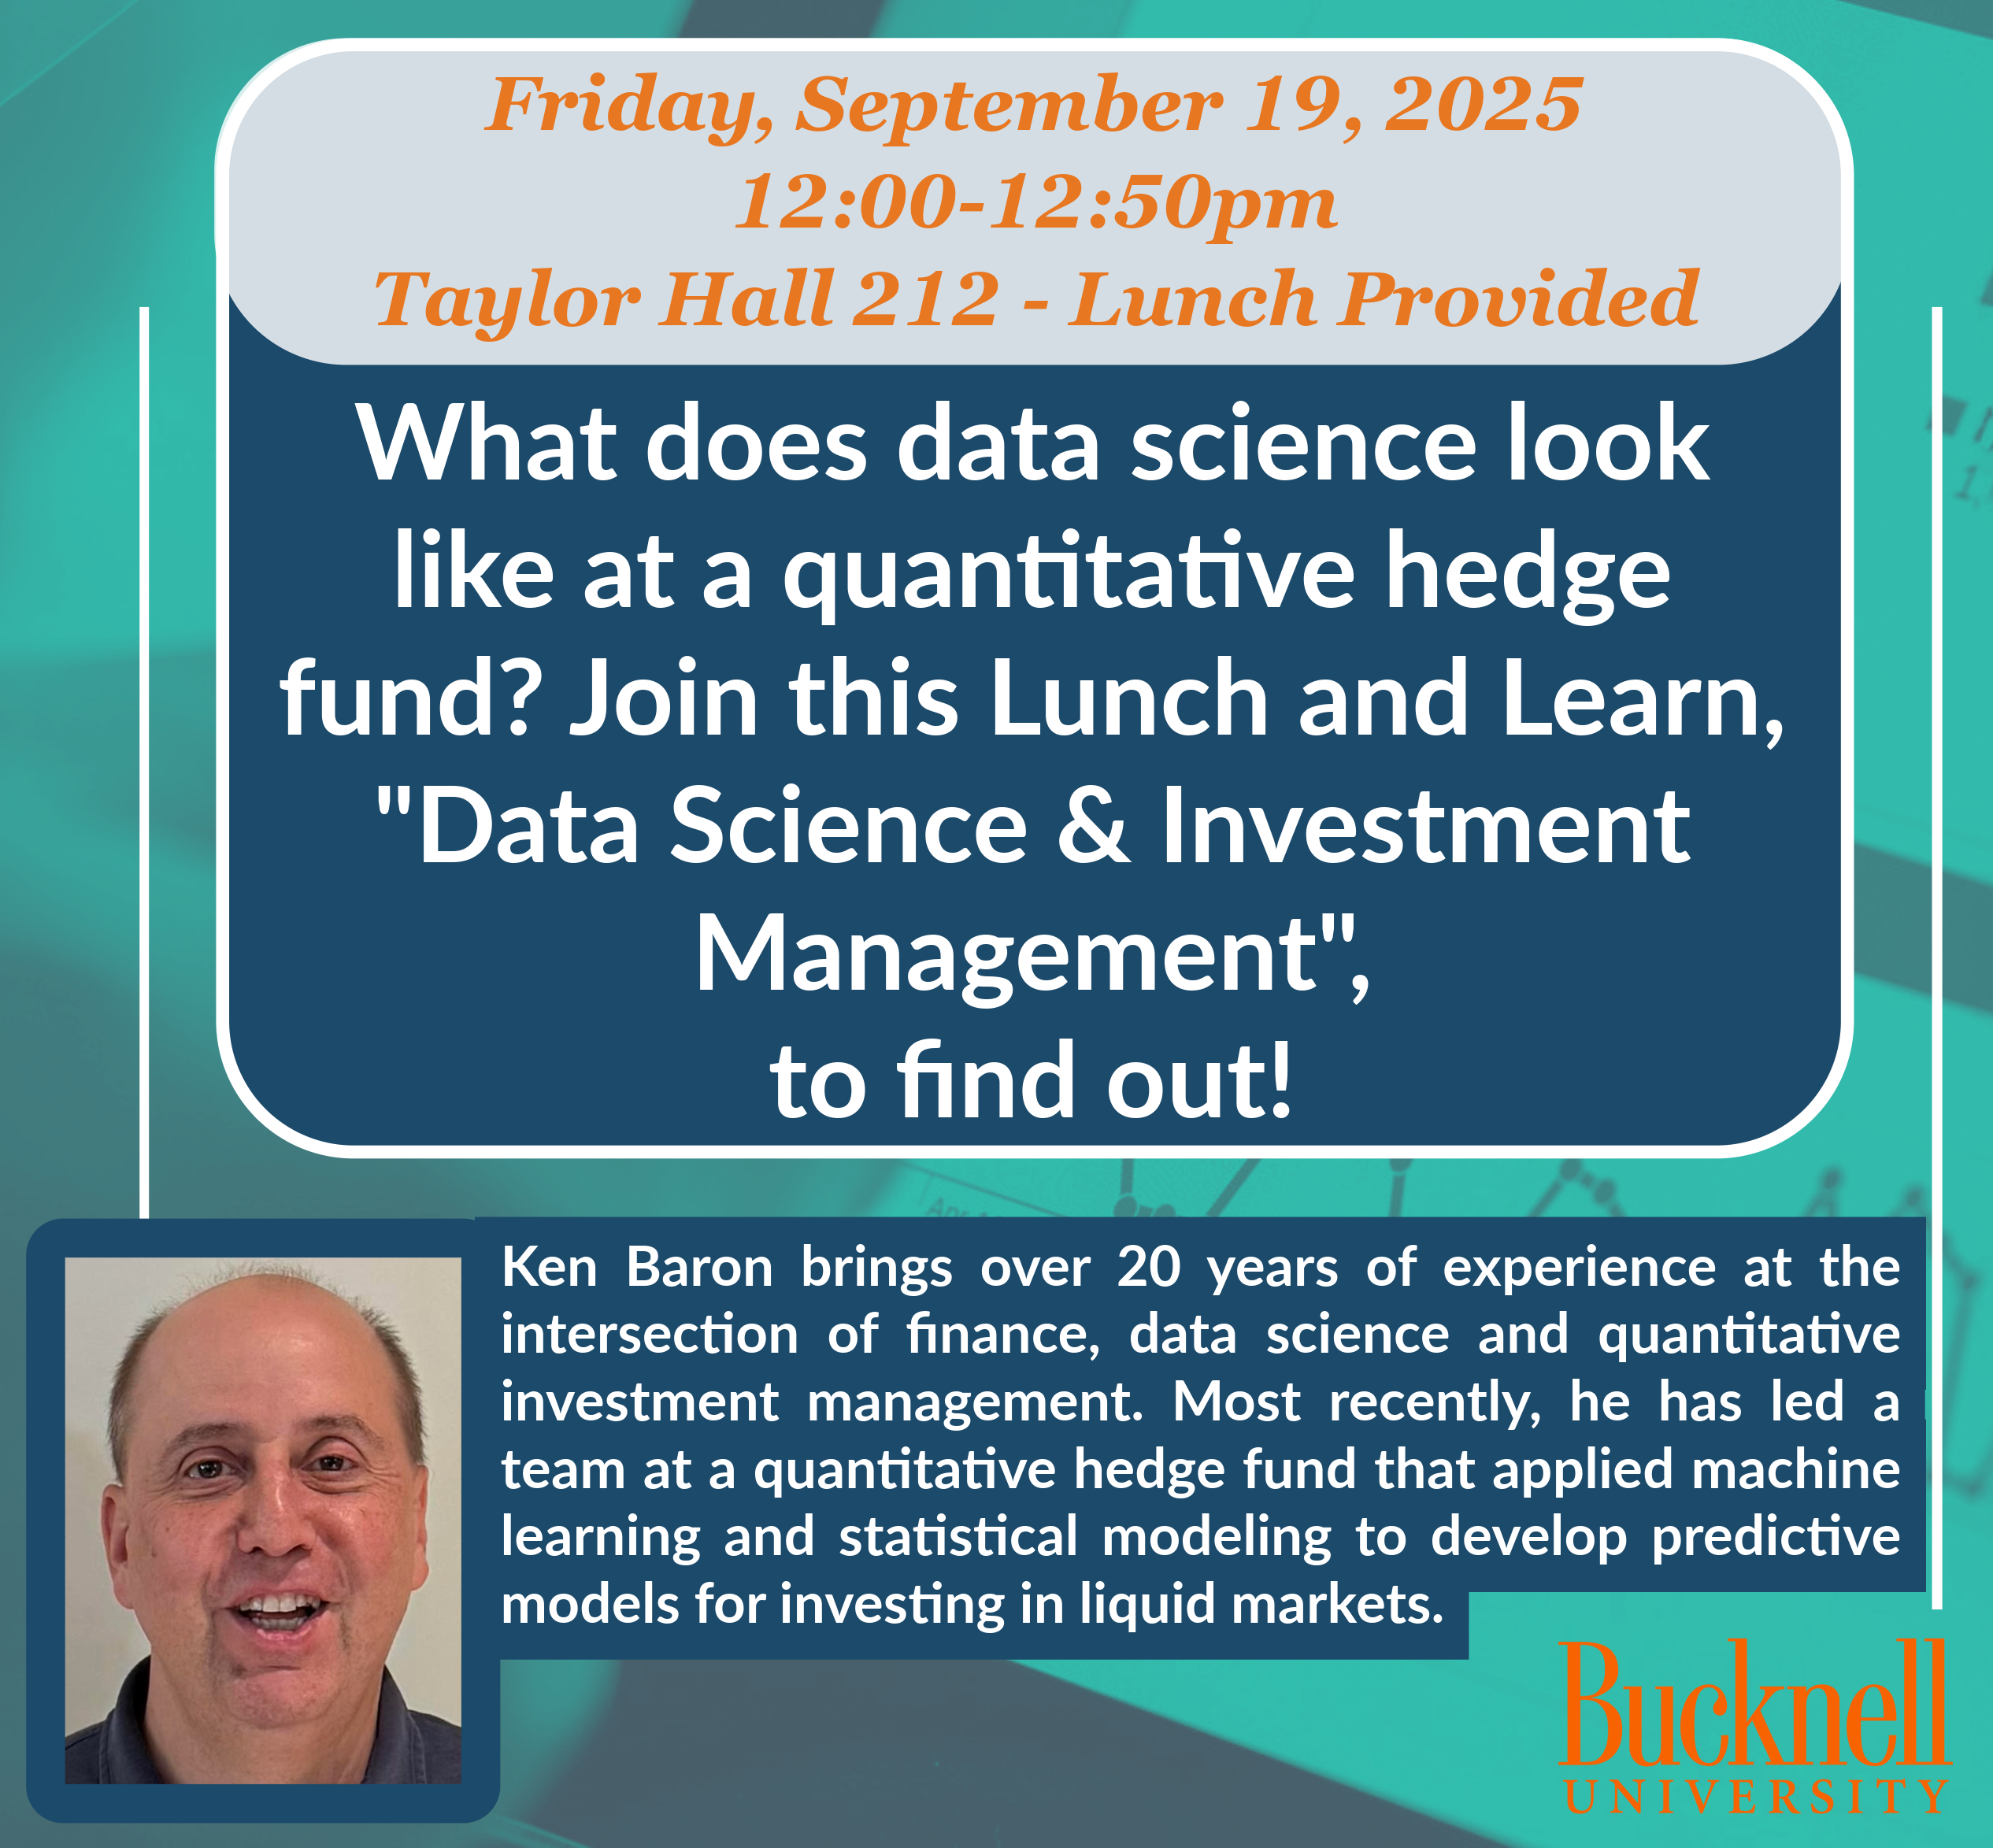 Friday, September 19, 2025
12:00-12:50pm
Taylor Hall 212 - Lunch Provided
What does data science look
like at a quantitative hedge
fund? Join this Lunch and Learn,
"Data Science & Investment
Management",
to find out!
Ken Baron brings over 20 years of experience at the
intersection of finance, data science and quantitative
investment management. Most recently, he has led a
team at a quantitative hedge fund that applied machine
learning and statistical modeling to develop predictive
models for investing in liquid markets.
Bucknell
UNIVERSITY